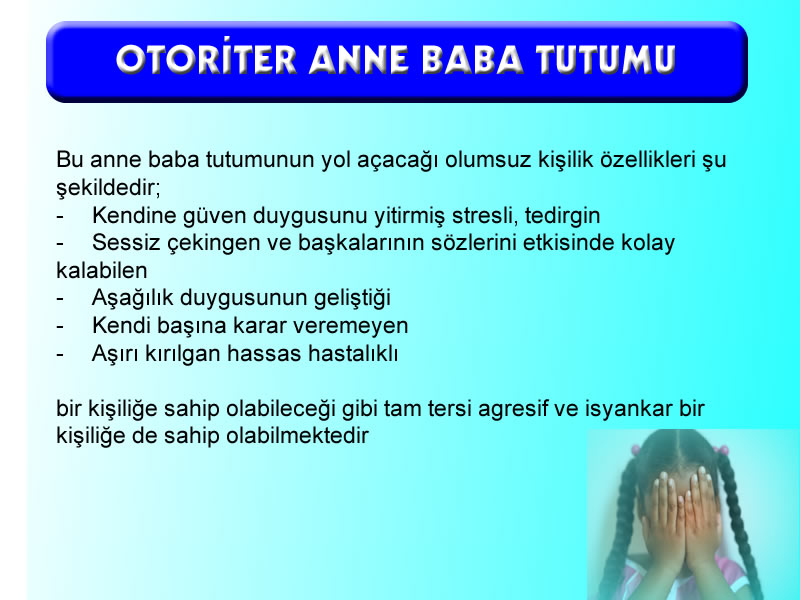 OTORİTER ANNE BABA TUTUMU
Bu anne baba tutumunun yol açacağı olumsuz kişilik özellikleri şu
şekildedir;
- Kendine güven duygusunu yitirmiş stresli, tedirgin
- Sessiz çekingen ve başkalarının sözlerini etkisinde kolay
kalabilen
- Aşağılık duygusunun geliştiği
- Kendi başına karar veremeyen
- Aşırı kırılgan hassas hastalıklı
bir kişiliğe sahip olabileceği gibi tam tersi agresif ve isyankar bir
kişiliğe de sahip olabilmektedir